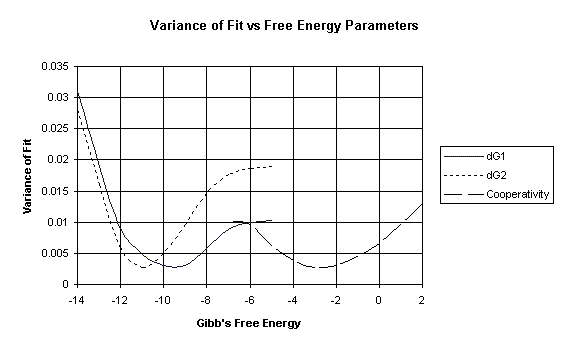 Variance of Fit vs Free Energy Parameters
Variance of Fit
0.035
0.03
0.025
0.02
0.015
0.01
0.005
0
-14 -12 -10 -8 -6 -4 -2 0 2
Gibb's Free Energy
dG1
dG2
Cooperativity